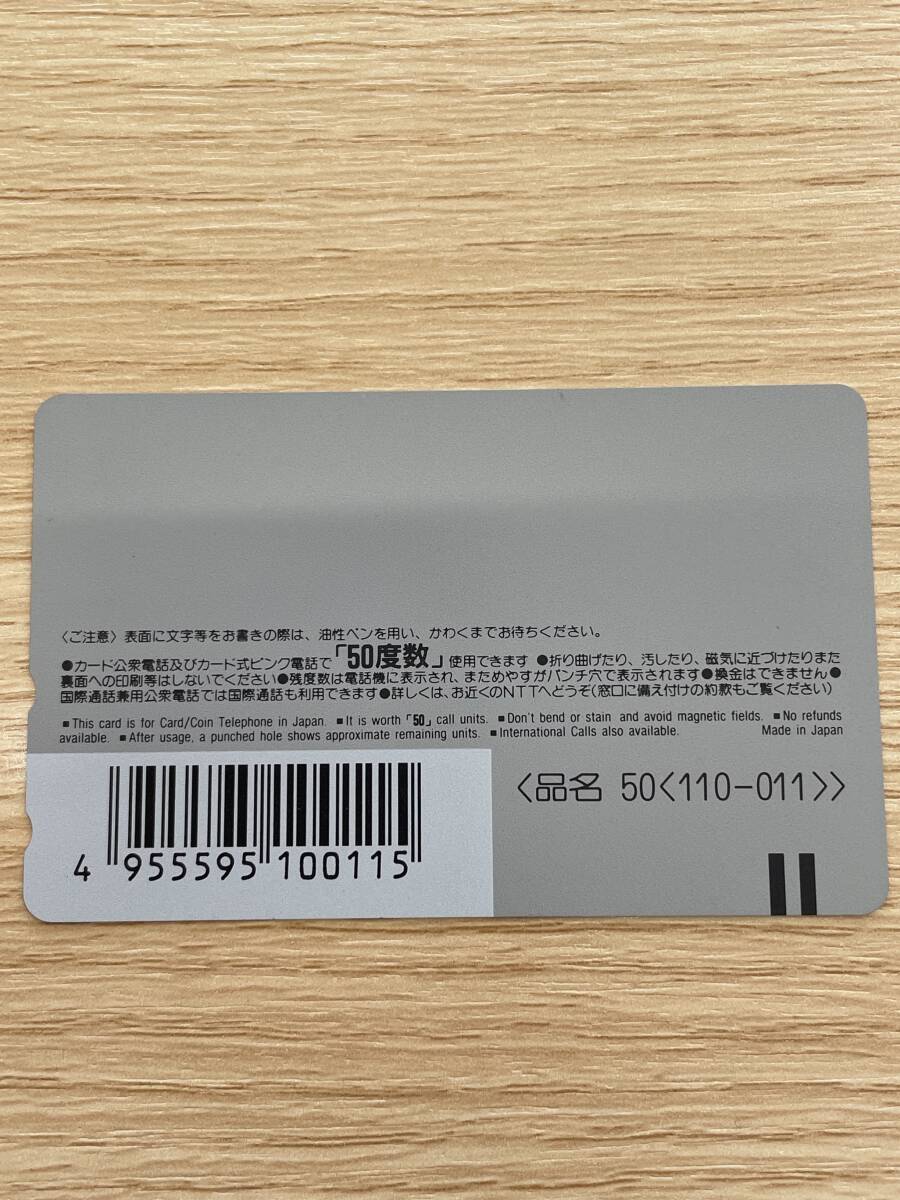 〈ご注意〉表面に文字等をお書きの際は、油性ペンを用い、かわくまでお待ちください。
●カード公衆電話及びカード式ピンク電話で「50度数」使用できます ●折り曲げたり、汚したり、磁気に近づけたりまた
裏面への印刷等はしないでください●残度数は電話機に表示され、まためやすがパンチ穴で表示されます●換金はできません●
国際通話兼用公衆電話では国際通話も利用できます●詳しくは、お近くのNTTへどうぞ(窓口に備え付けの約款もご覧ください)
■This card is for Card/Coin Telephone in Japan. ■It is worth「50」call units. ■Don't bend or stain and avoid magnetic fields. ■No refunds
available. ■After usage, a punched hole shows approximate remaining units. ■International Calls also available. Made in Japan
〈品名 50〈110-011〉〉
4 955595 100115